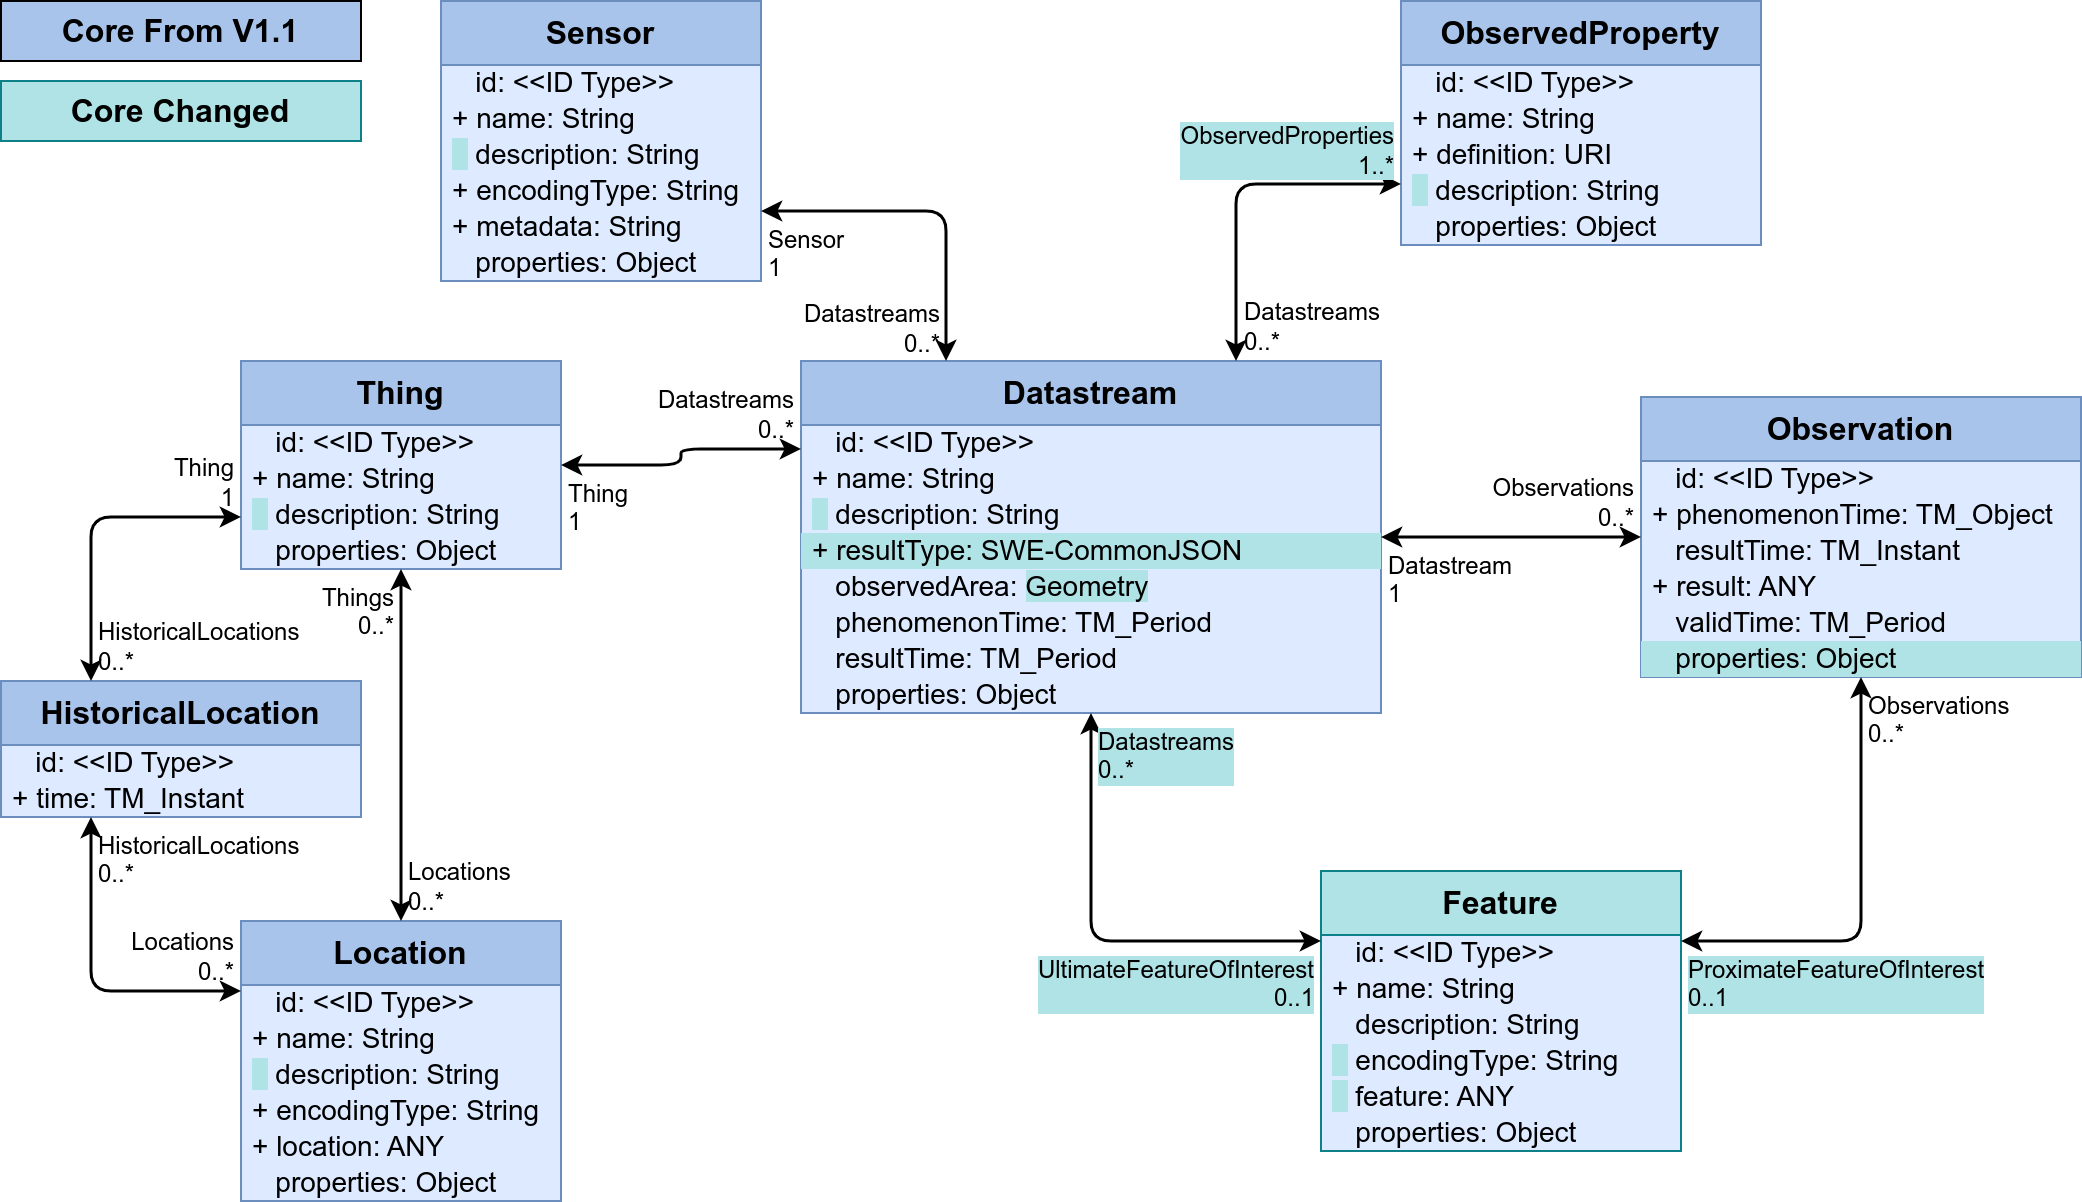 Core From V1.1
Core Changed
Sensor
id: <<ID Type>>
+ name: String
description: String
+ encodingType: String
+ metadata: String
properties: Object
ObservedProperty
id: <<ID Type>>
+ name: String
+ definition: URI
description: String
properties: Object
ObservedProperties
1..*
Sensor
1
Datastreams
0..*
Datastreams
0..*
Thing
id: <<ID Type>>
+ name: String
description: String
properties: Object
Datastreams
0..*
Thing
1
Datastream
id: <<ID Type>>
+ name: String
description: String
+ resultType: SWE-CommonJSON
observedArea: Geometry
phenomenonTime: TM_Period
resultTime: TM_Period
properties: Object
Observations
0..*
Datastream
1
Observation
id: <<ID Type>>
+ phenomenonTime: TM_Object
resultTime: TM_Instant
+ result: ANY
validTime: TM_Period
properties: Object
Thing
1
HistoricalLocations
0..*
Things
0..*
HistoricalLocation
id: <<ID Type>>
+ time: TM_Instant
HistoricalLocations
0..*
Locations
0..*
Locations
0..*
Location
id: <<ID Type>>
+ name: String
description: String
+ encodingType: String
+ location: ANY
properties: Object
Datastreams
0..*
Observations
0..*
UltimateFeatureOfInterest
0..1
Feature
id: <<ID Type>>
+ name: String
description: String
encodingType: String
feature: ANY
properties: Object
ProximateFeatureOfInterest
0..1